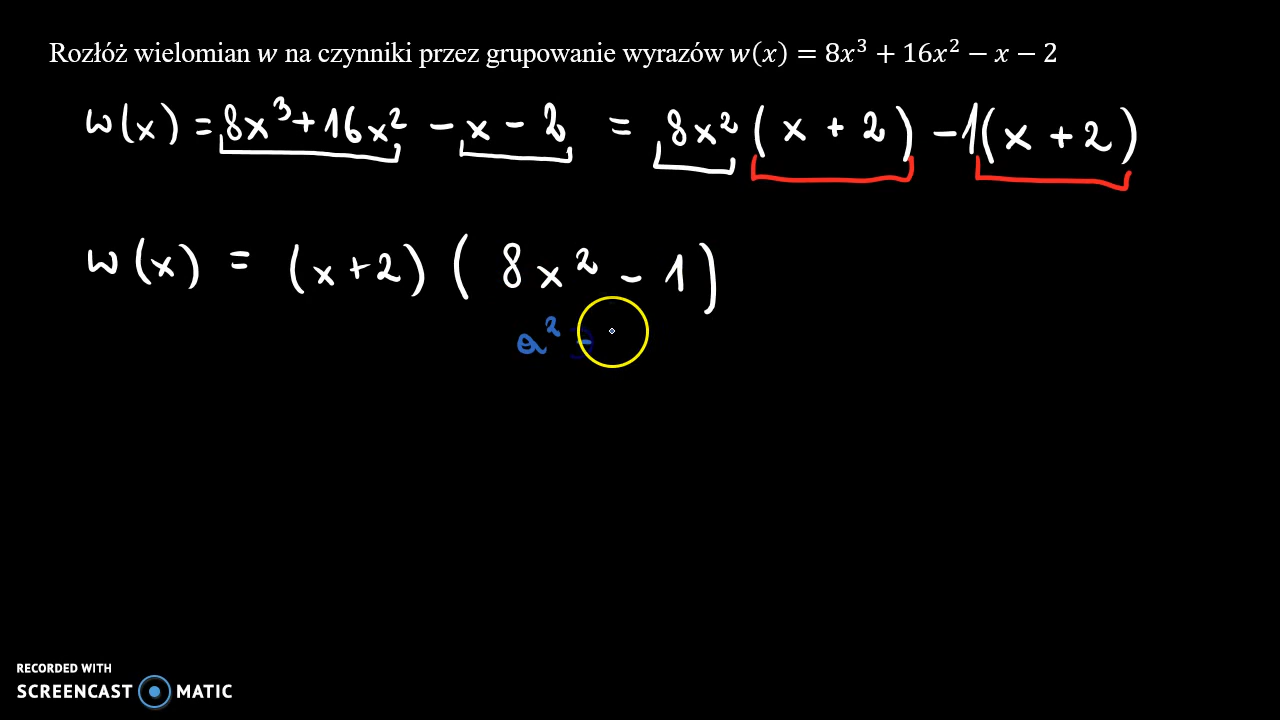 Rozłóż wielomian w na czynniki przez grupowanie wyrazów w(x) = 8x³ + 16x² − x − 2
w(x) = 8x³ + 16x² − x − 2 = 8x² (x + 2) − 1(x + 2)
w(x) = (x+2) ( 8x² − 1)
a² -
RECORDED WITH
SCREENCAST MATIC